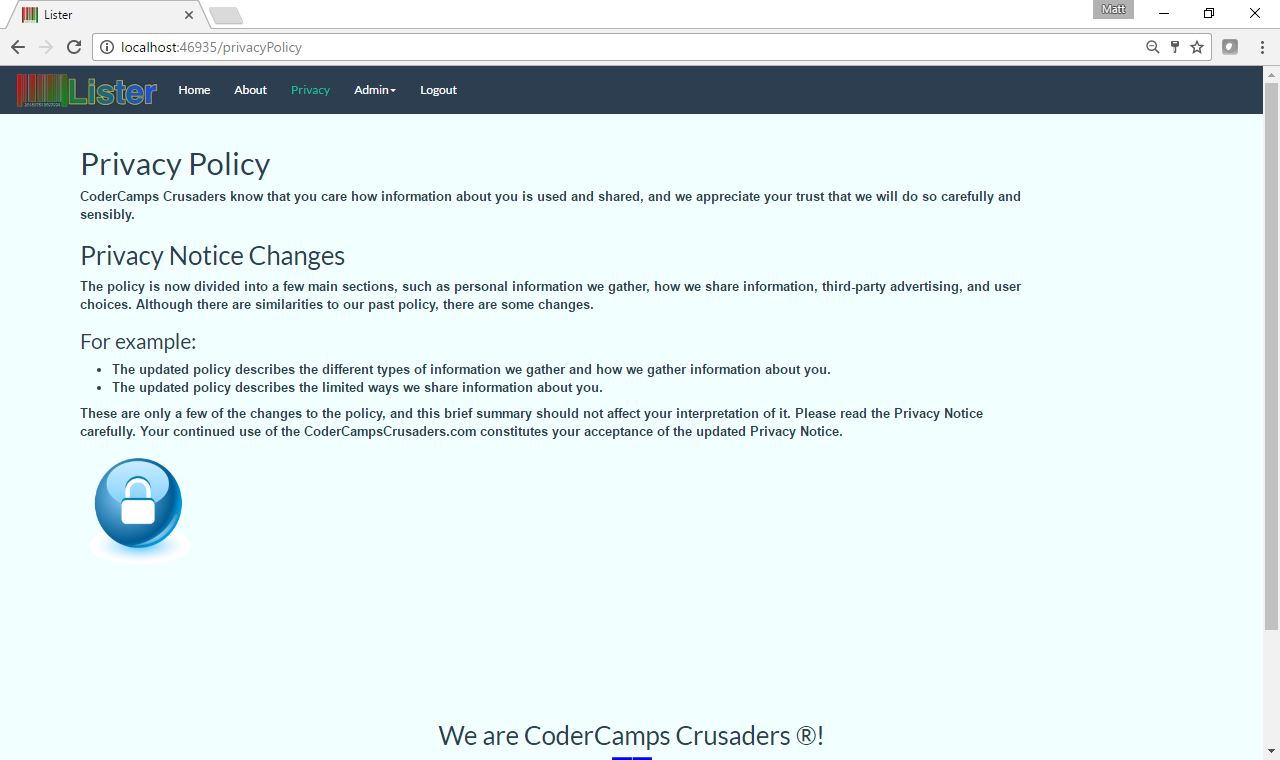 Lister
Matt
localhost:46935/privacyPolicy
Lister Home About Privacy Admin Logout
Privacy Policy
CoderCamps Crusaders know that you care how information about you is used and shared, and we appreciate your trust that we will do so carefully and
sensibly.
Privacy Notice Changes
The policy is now divided into a few main sections, such as personal information we gather, how we share information, third-party advertising, and user
choices. Although there are similarities to our past policy, there are some changes.
For example:
• The updated policy describes the different types of information we gather and how we gather information about you.
• The updated policy describes the limited ways we share information about you.
These are only a few of the changes to the policy, and this brief summary should not affect your interpretation of it. Please read the Privacy Notice
carefully. Your continued use of the CoderCampsCrusaders.com constitutes your acceptance of the updated Privacy Notice.
We are CoderCamps Crusaders ®!